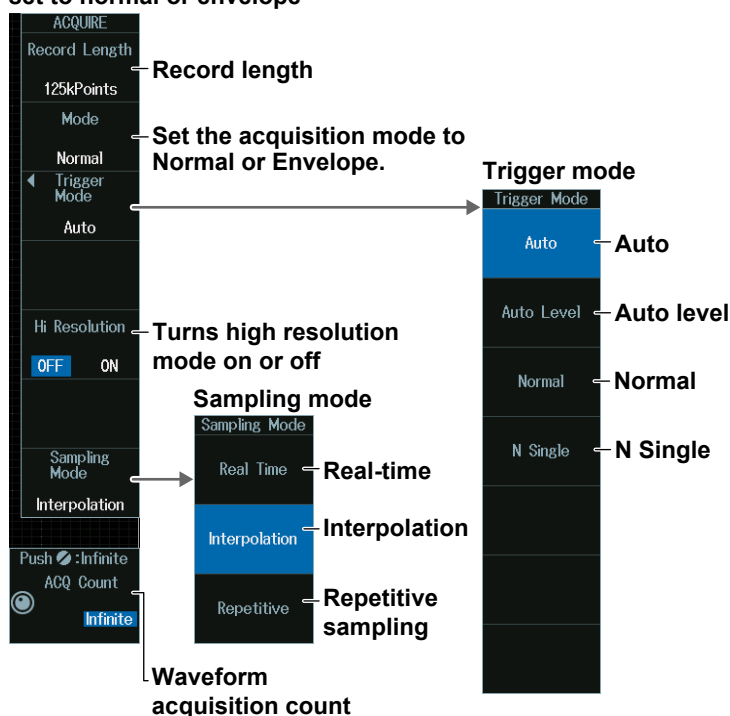 set to normal or envelope
ACQUIRE
Record Length
125kPoints
Record length
Mode
Normal
Set the acquisition mode to
Normal or Envelope.
Trigger
Mode
Auto
Hi Resolution
OFF ON
Turns high resolution
mode on or off
Sampling
Mode
Interpolation
Push :Infinite
ACQ Count
Infinite
Waveform
acquisition count
Sampling mode
Sampling Mode
Real Time
Real-time
Interpolation
Interpolation
Repetitive
Repetitive
sampling
Trigger mode
Trigger Mode
Auto
Auto
Auto Level
Auto level
Normal
Normal
N Single
N Single